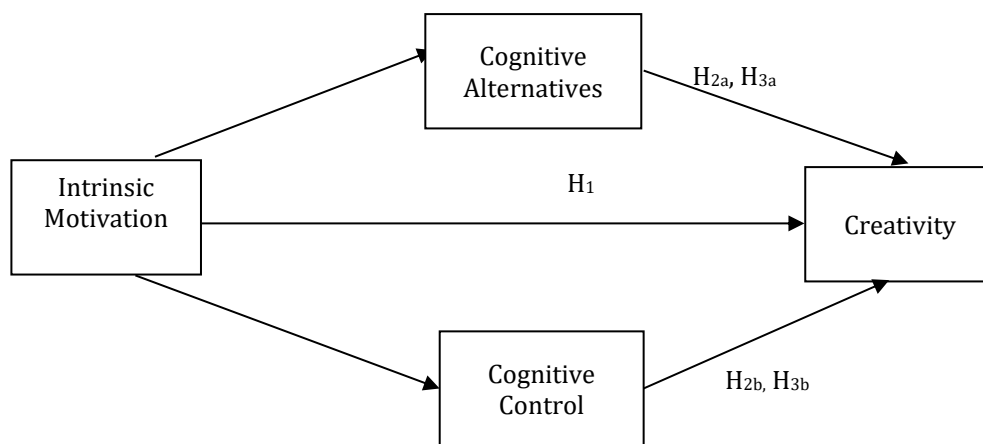 Cognitive
Alternatives
H2a, H3a
Intrinsic
Motivation
H1
Creativity
Cognitive
Control
H2b, H3b